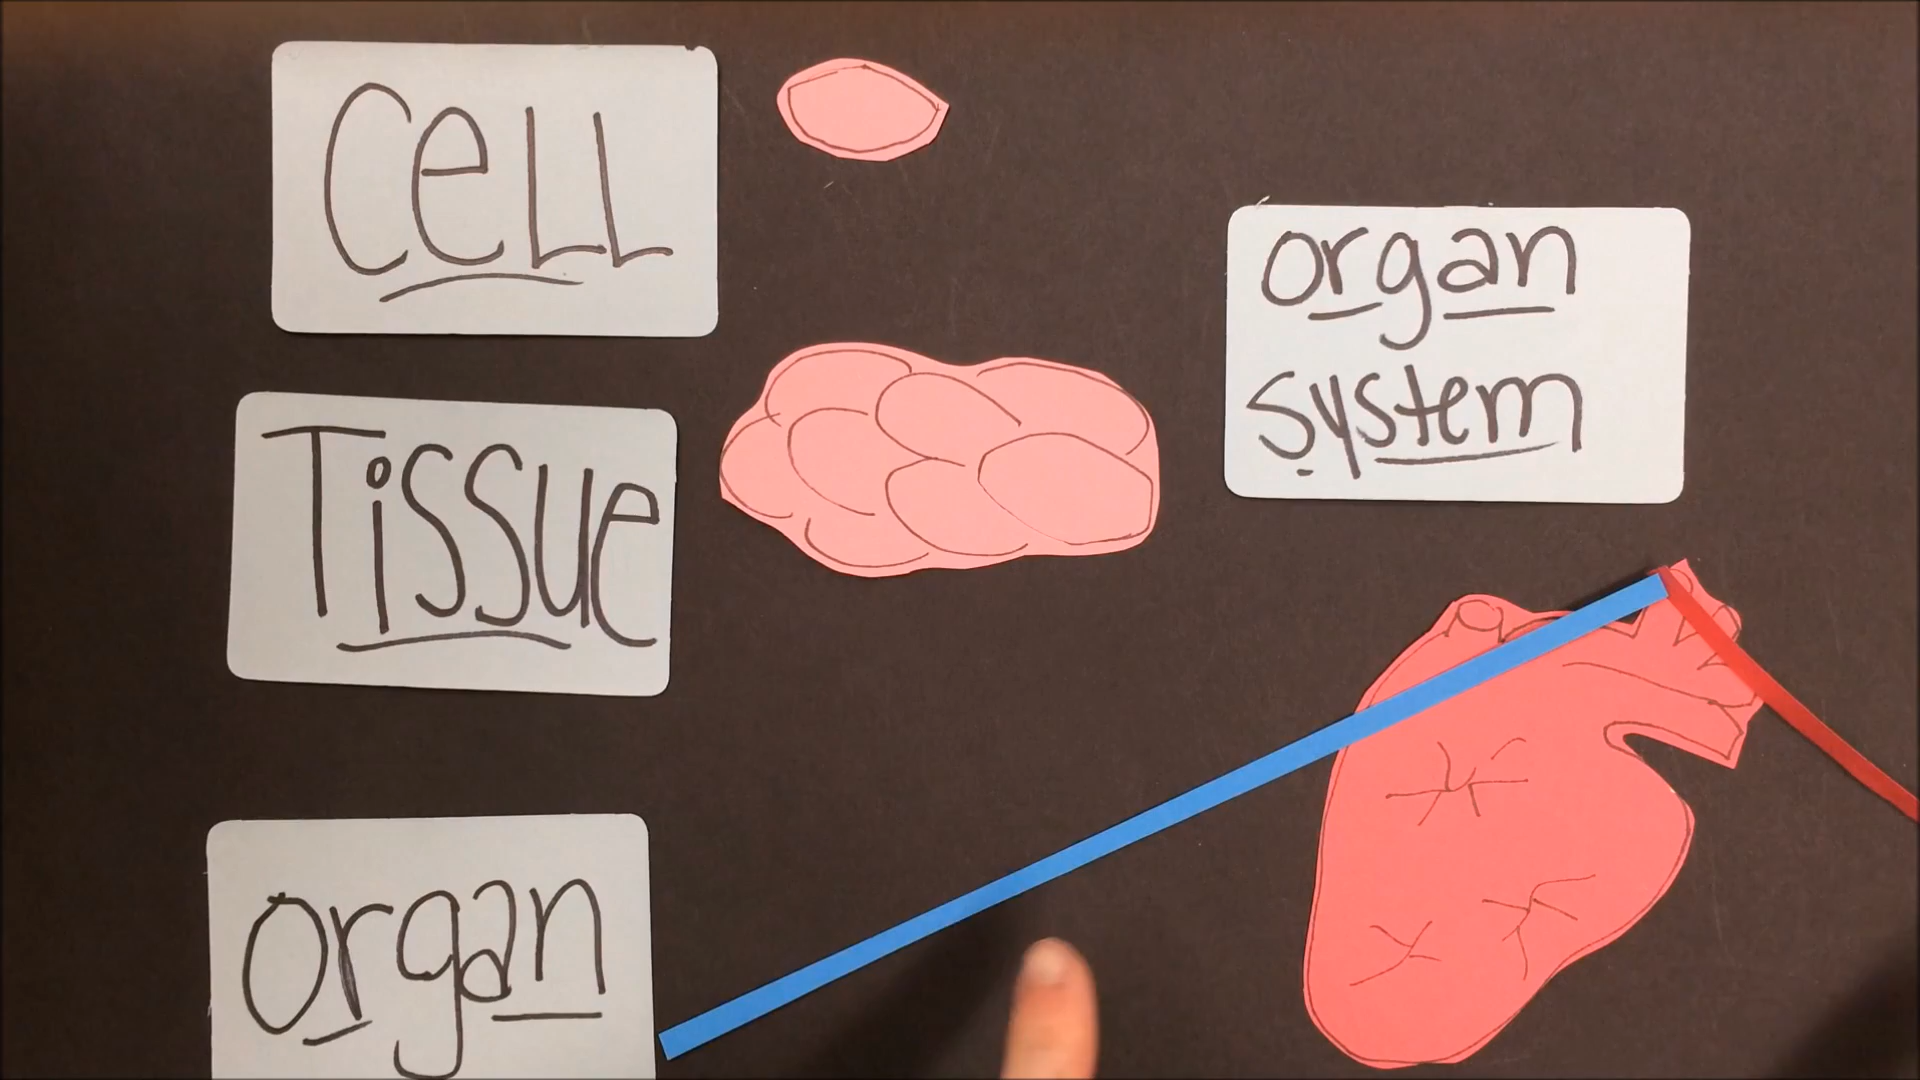 Cell
Tissue
organ
organ
system